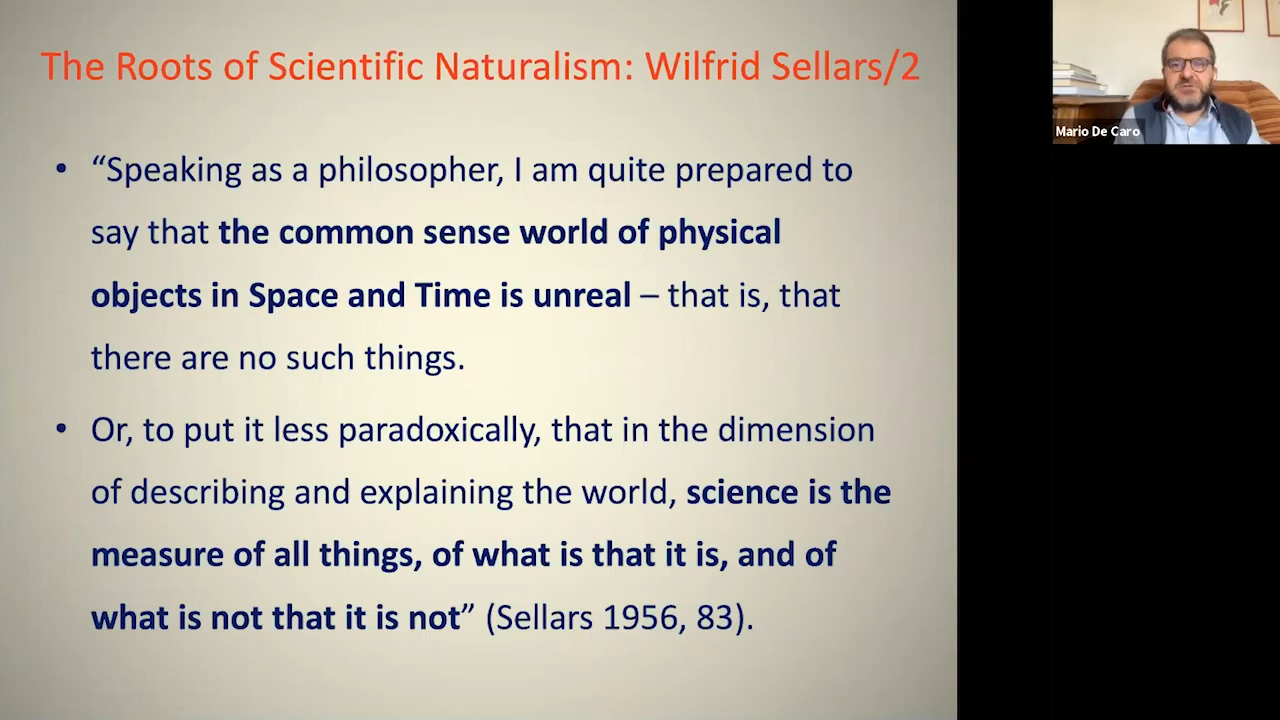 The Roots of Scientific Naturalism: Wilfrid Sellars/2
• “Speaking as a philosopher, I am quite prepared to
say that the common sense world of physical
objects in Space and Time is unreal – that is, that
there are no such things.
• Or, to put it less paradoxically, that in the dimension
of describing and explaining the world, science is the
measure of all things, of what is that it is, and of
what is not that it is not” (Sellars 1956, 83).
Mario De Caro